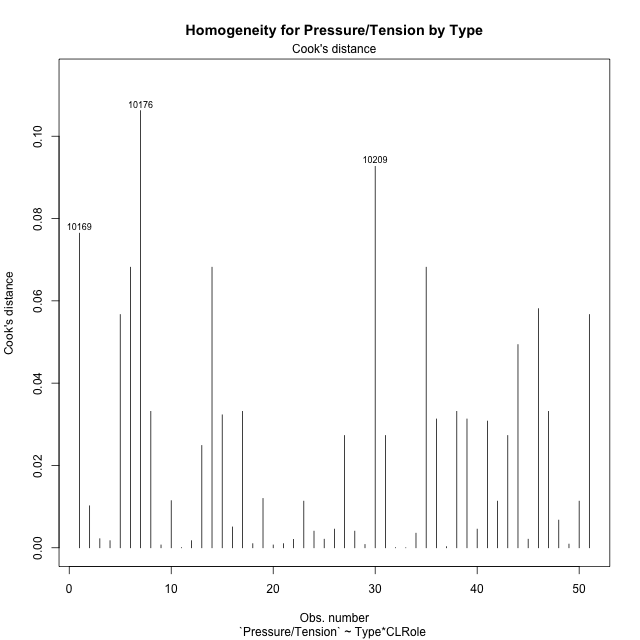 Homogeneity for Pressure/Tension by Type
Cook's distance
10176
10209
10169
Cook's distance
0.10
0.08
0.06
0.04
0.02
0.00
0 10 20 30 40 50
Obs. number
`Pressure/Tension` ~ Type*CLRole